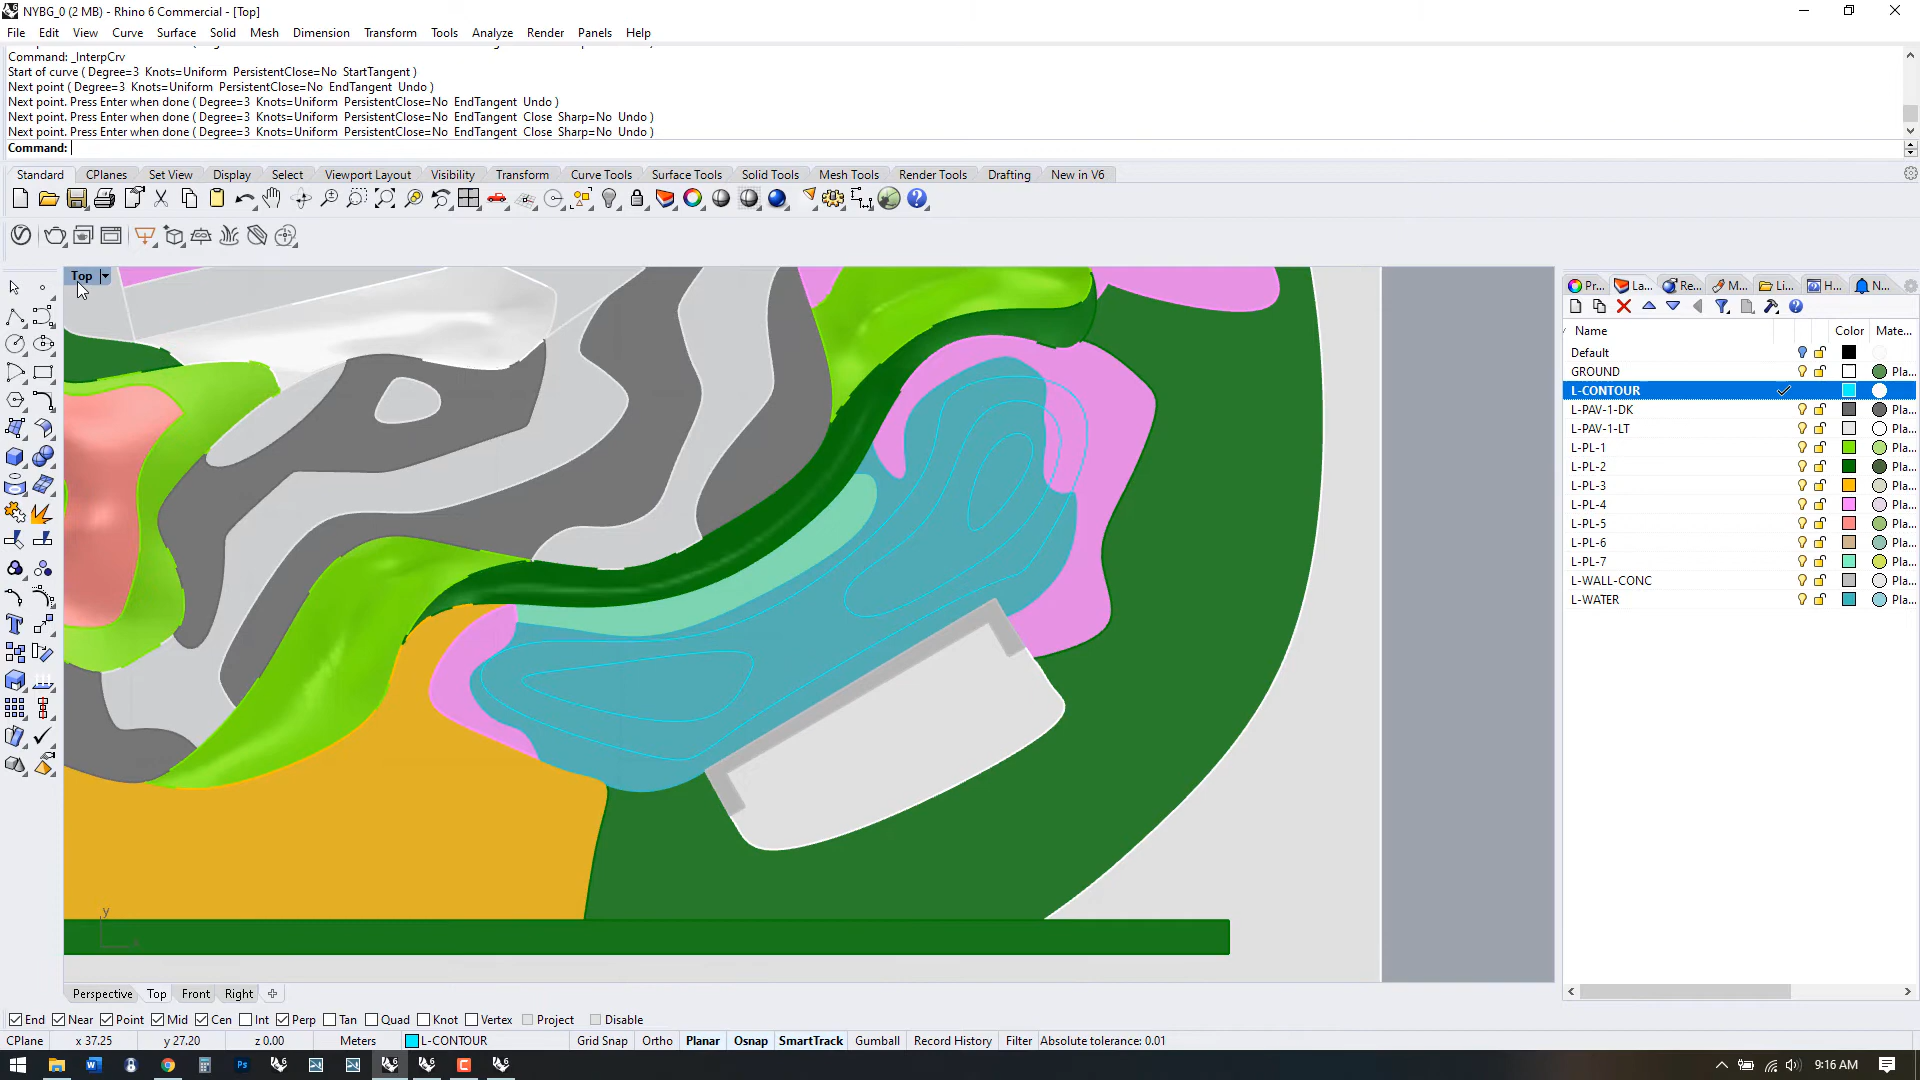 NYBG_0 (2 MB) - Rhino 6 Commercial - [Top]
File Edit View Curve Surface Solid Mesh Dimension Transform Tools Analyze Render Panels Help
Command: _InterpCrv
Start of curve ( Degree=3 Knots=Uniform PersistentClose=No StartTangent )
Next point ( Degree=3 Knots=Uniform PersistentClose=No EndTangent Undo )
Next point. Press Enter when done ( Degree=3 Knots=Uniform PersistentClose=No EndTangent Undo )
Next point. Press Enter when done ( Degree=3 Knots=Uniform PersistentClose=No EndTangent Close Sharp=No Undo )
Next point. Press Enter when done ( Degree=3 Knots=Uniform PersistentClose=No EndTangent Close Sharp=No Undo )
Command:
Standard CPlanes Set View Display Select Viewport Layout Visibility Transform Curve Tools Surface Tools Solid Tools Mesh Tools Render Tools Drafting New in V6
Top
Pr... La... Re... M... Li... H... N...
Name Color Mate...
Default
GROUND Pla...
L-CONTOUR
L-PAV-1-DK Pla...
L-PAV-1-LT Pla...
L-PL-1 Pla...
L-PL-2 Pla...
L-PL-3 Pla...
L-PL-4 Pla...
L-PL-5 Pla...
L-PL-6 Pla...
L-PL-7 Pla...
L-WALL-CONC Pla...
L-WATER Pla...
y
x
Perspective Top Front Right
End Near Point Mid Cen Int Perp Tan Quad Knot Vertex Project Disable
CPlane x 37.25 y 27.20 z 0.00 Meters L-CONTOUR Grid Snap Ortho Planar Osnap SmartTrack Gumball Record History Filter Absolute tolerance: 0.01
9:16 AM